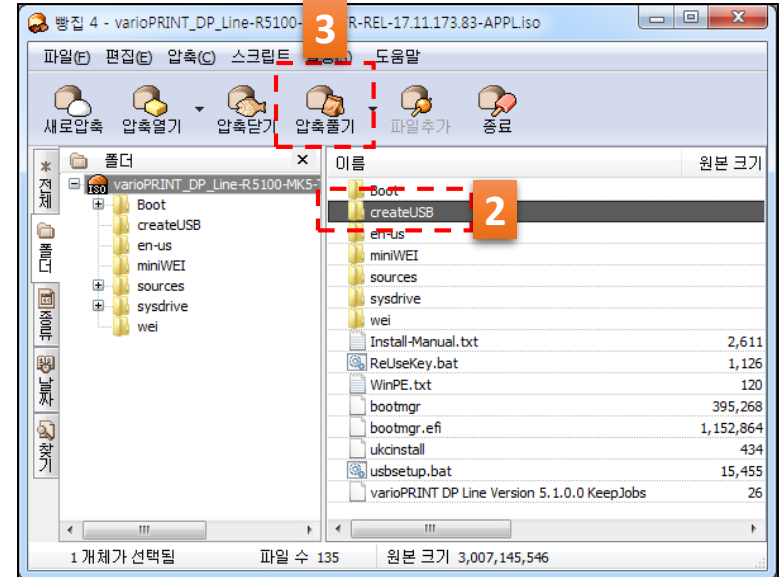 빵집 4 - varioPRINT_DP_Line-R5100- R-REL-17.11.173.83-APPL.iso
3
파일(F) 편집(E) 압축(C) 스크립트 도움말
새로압축 압축열기 압축닫기 압축풀기 파일추가 종료
전체
폴더
종류
날짜
찾기
폴더
ISO
varioPRINT_DP_Line-R5100-MK5-
Boot
createUSB
en-us
miniWEI
sources
sysdrive
wei
이름 원본 크기
Boot
createUSB
2
en-us
miniWEI
sources
sysdrive
wei
Install-Manual.txt 2,611
ReUseKey.bat 1,126
WinPE.txt 120
bootmgr 395,268
bootmgr.efi 1,152,864
ukcinstall 434
usbsetup.bat 15,455
varioPRINT DP Line Version 5.1.0.0 KeepJobs 26
1 개체가 선택됨 파일 수 135 원본 크기 3,007,145,546